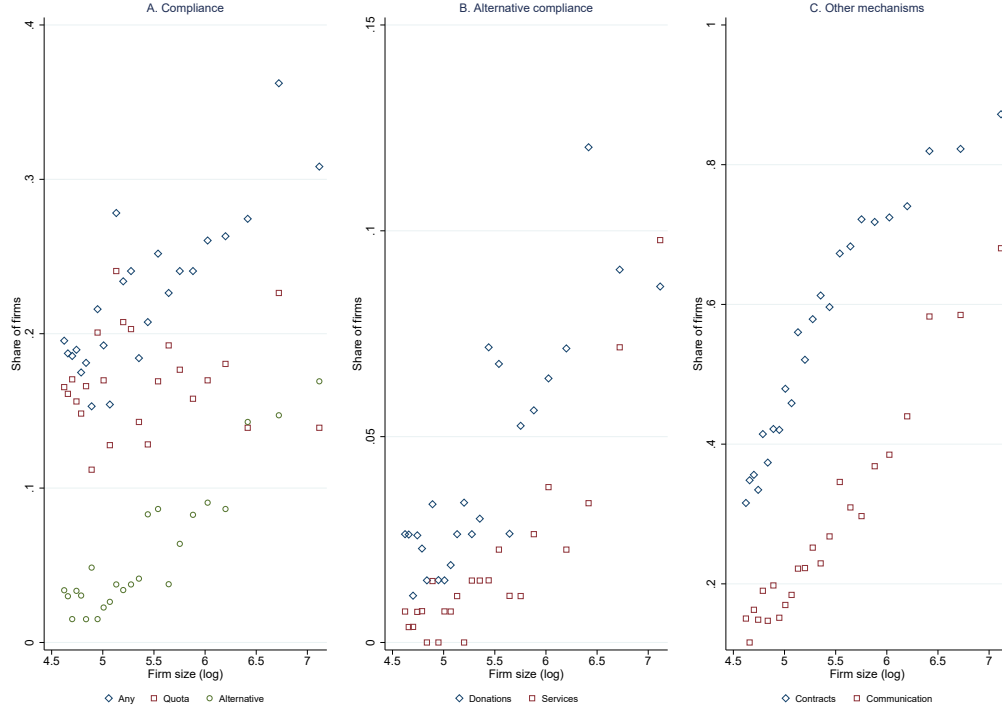 A. Compliance
Share of firms
0
.1
.2
.3
.4
4.5 5 5.5 6 6.5 7
Firm size (log)
Any Quota Alternative
B. Alternative compliance
Share of firms
0
.05
.1
.15
4.5 5 5.5 6 6.5 7
Firm size (log)
Donations Services
C. Other mechanisms
Share of firms
.2
.4
.6
.8
1
4.5 5 5.5 6 6.5 7
Firm size (log)
Contracts Communication